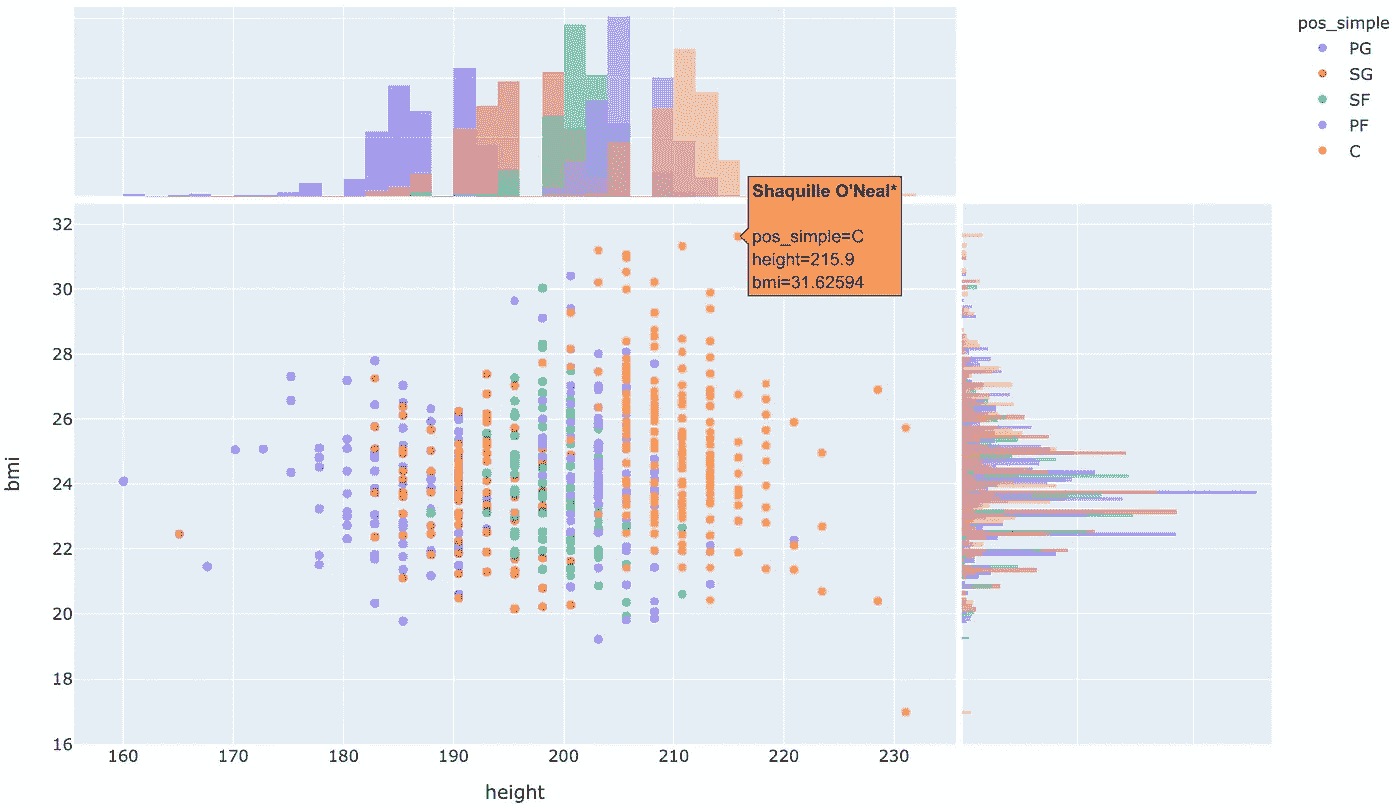 pos_simple
PG
SG
SF
PF
C
Shaquille O'Neal*
pos_simple=C
height=215.9
bmi=31.62594
32
30
28
26
24
22
20
18
16
bmi
160 170 180 190 200 210 220 230
height